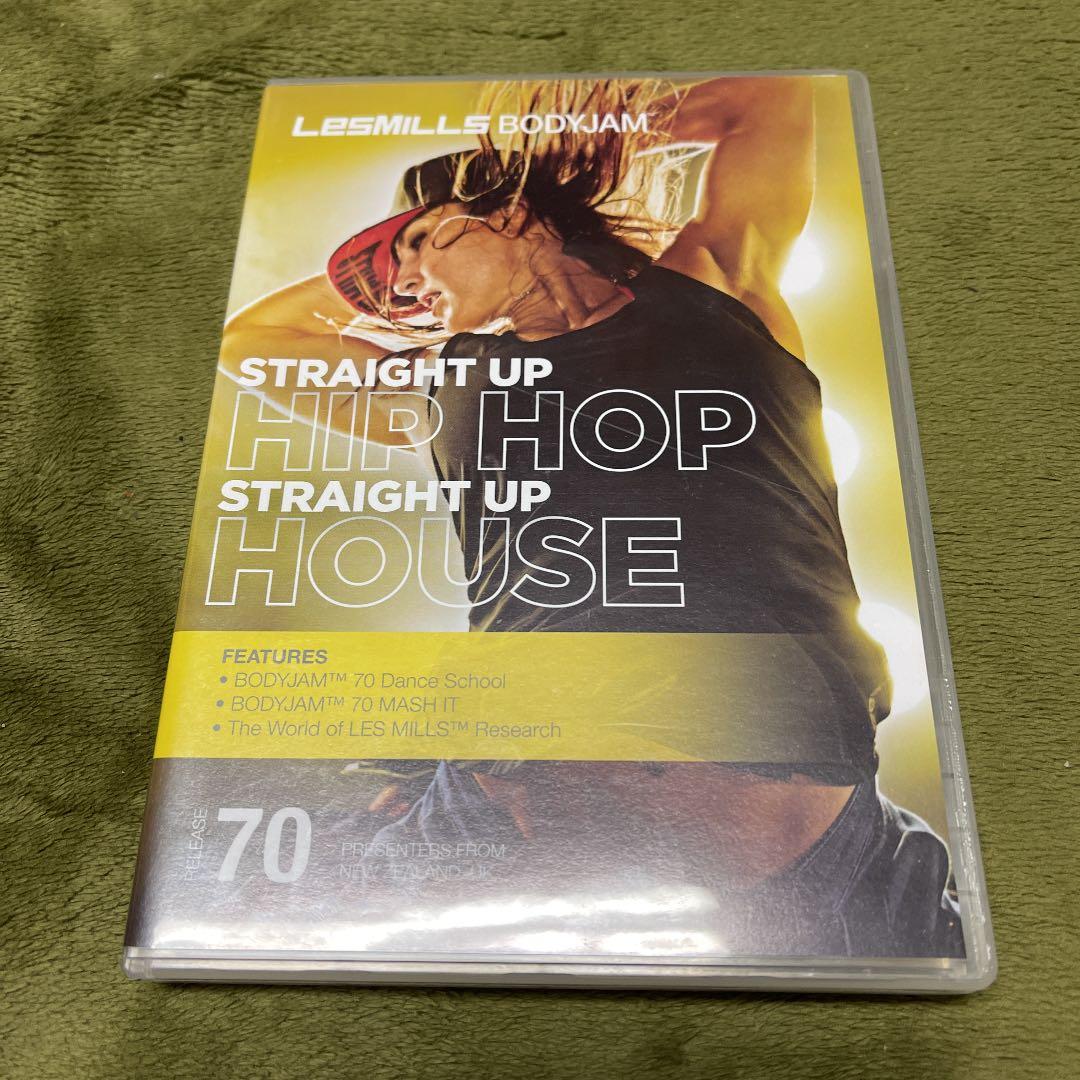 LesMILLS BODYJAM
STRAIGHT UP
HIP HOP
STRAIGHT UP
HOUSE
FEATURES
• BODYJAM™ 70 Dance School
• BODYJAM™ 70 MASH IT
• The World of LES MILLS™ Research
RELEASE
70
PRESENTERS FROM
NEW ZEALAND, UK